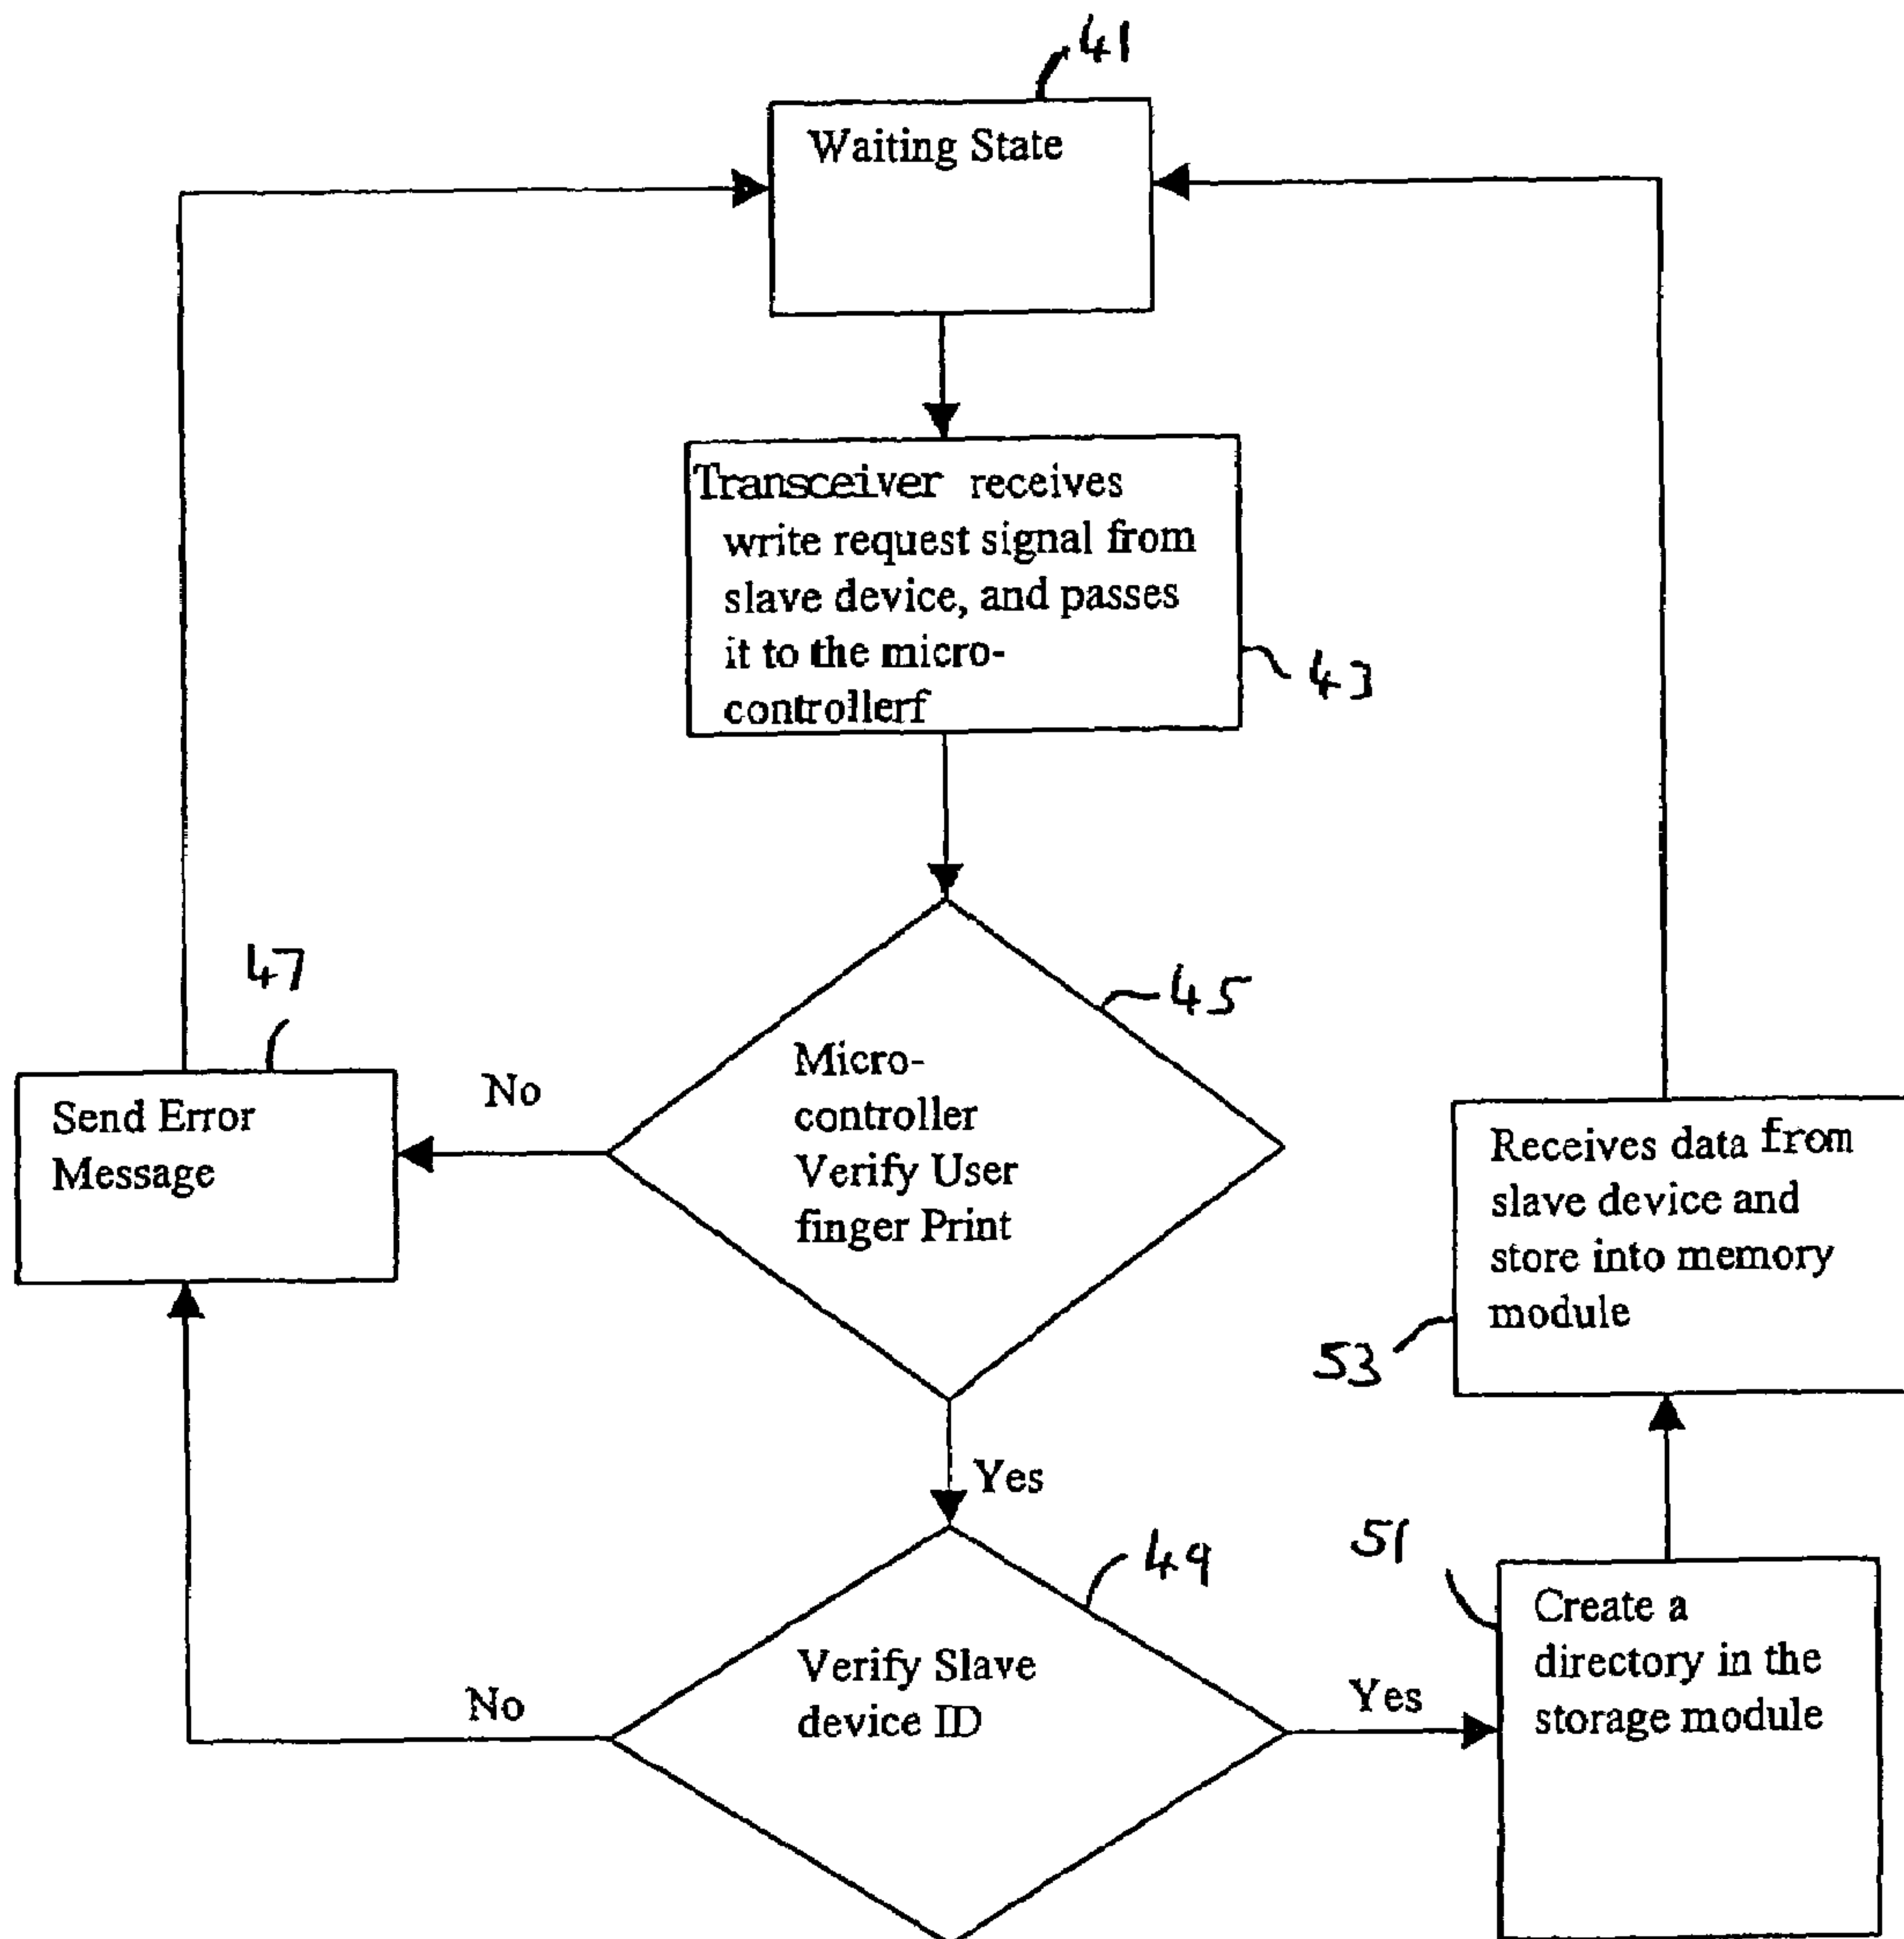 41
Waiting State
Transceiver receives
write request signal from
slave device, and passes
it to the micro-
controllerf
43
45
Micro-
controller
Verify User
finger Print
No
47
Send Error
Message
Yes
49
Verify Slave
device ID
No
Yes
51
Create a
directory in the
storage module
53
Receives data from
slave device and
store into memory
module